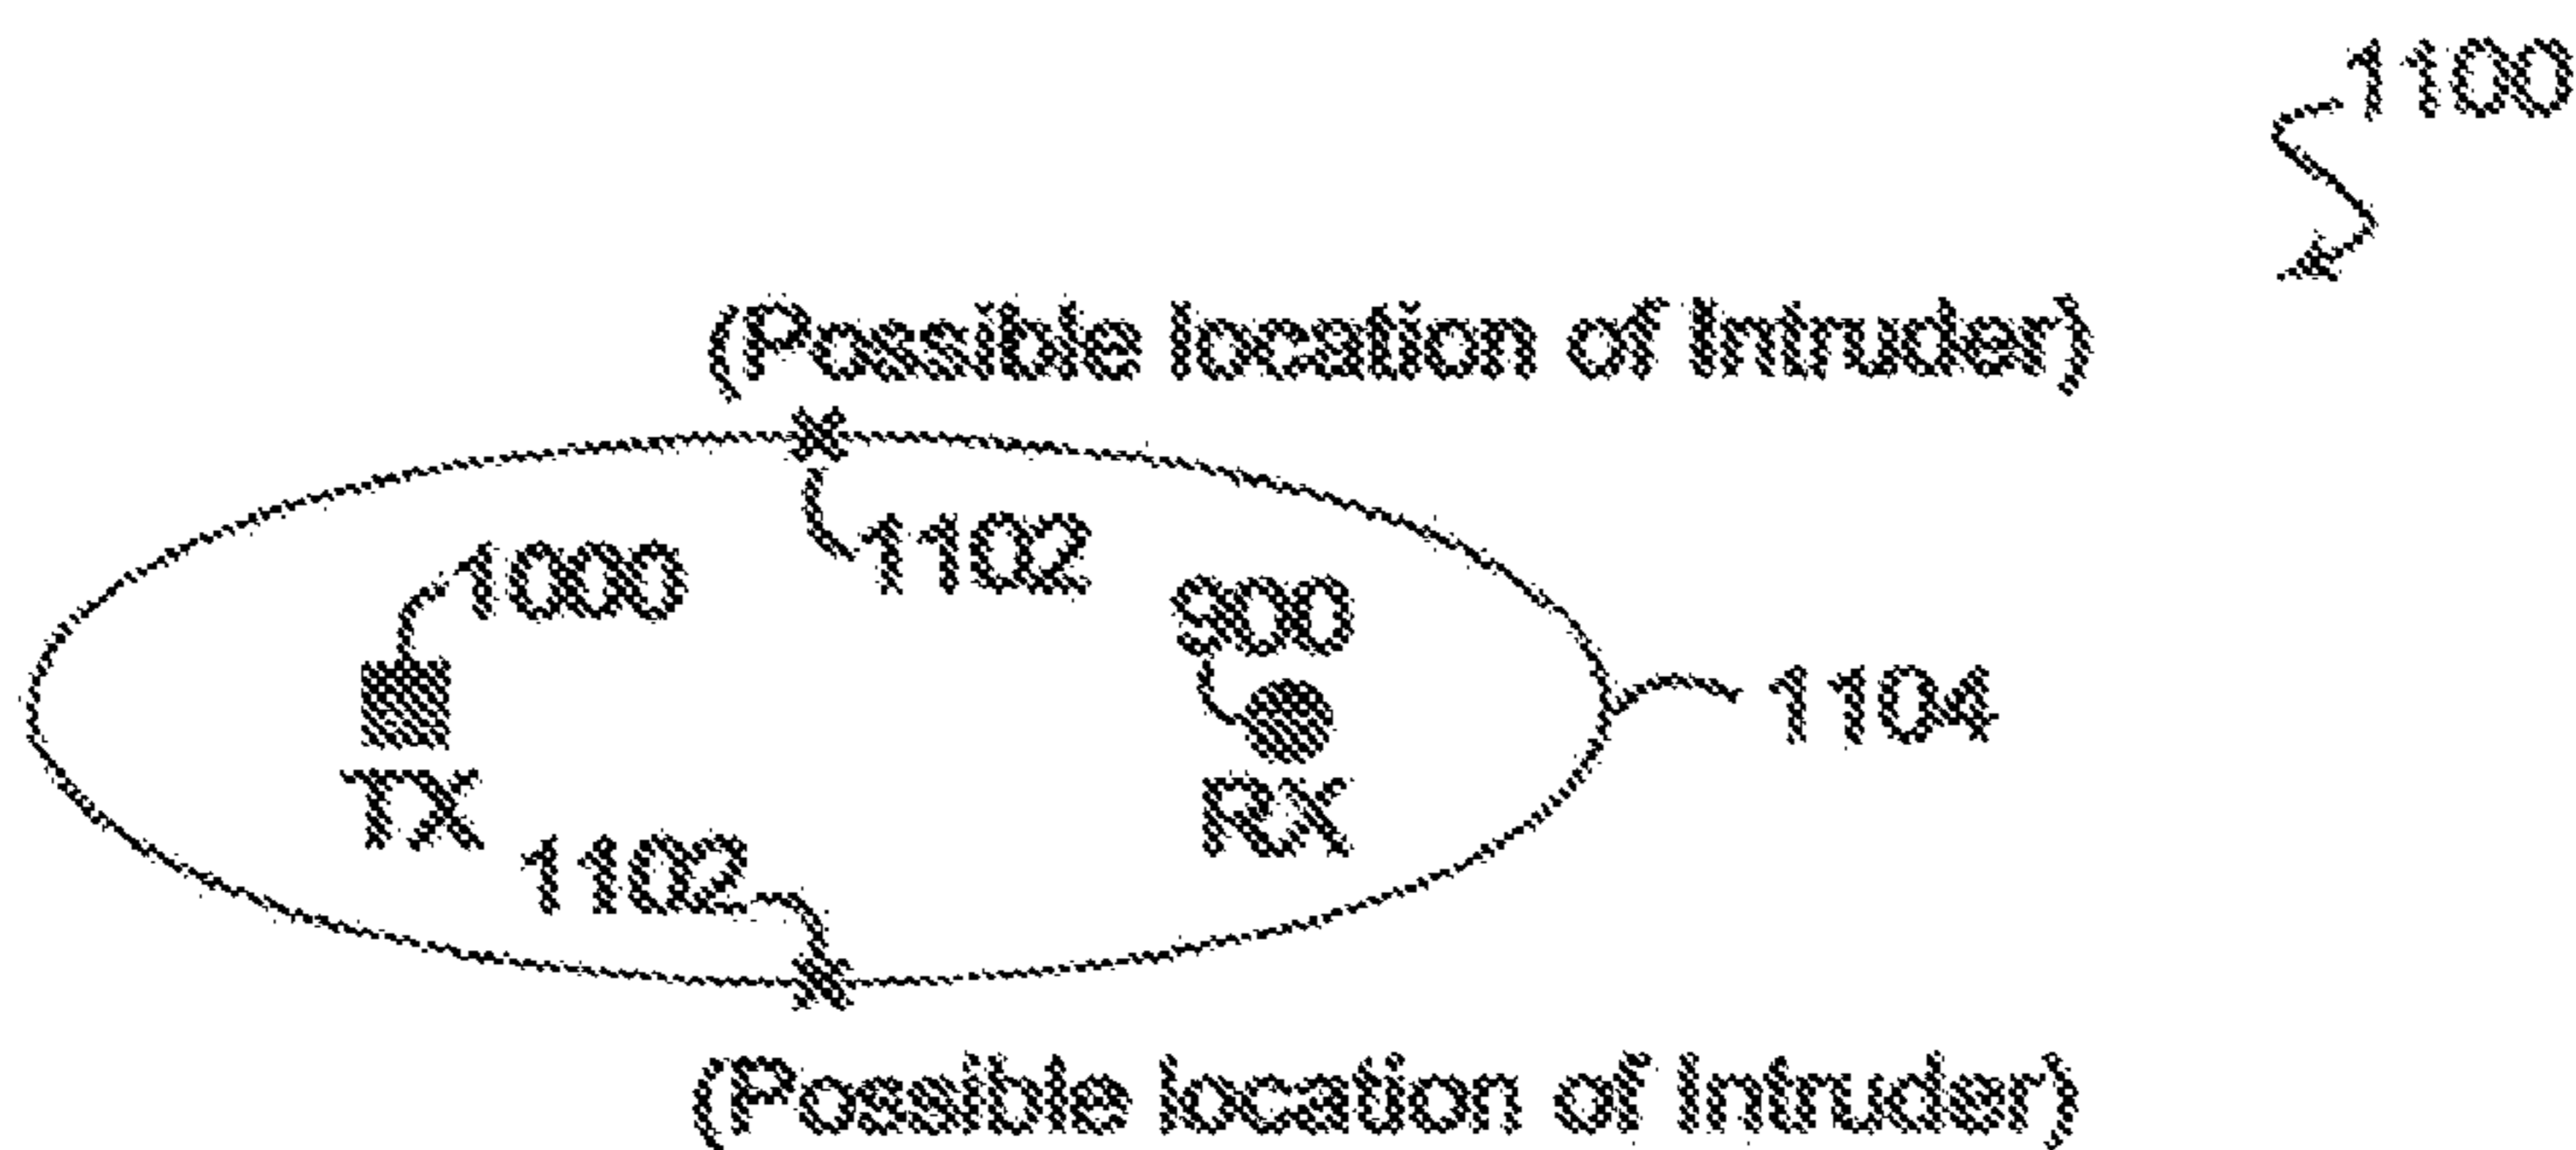 1100
(Possible location of Intruder)
1102
1000
900
1104
TX
RX
1102
(Possible location of Intruder)